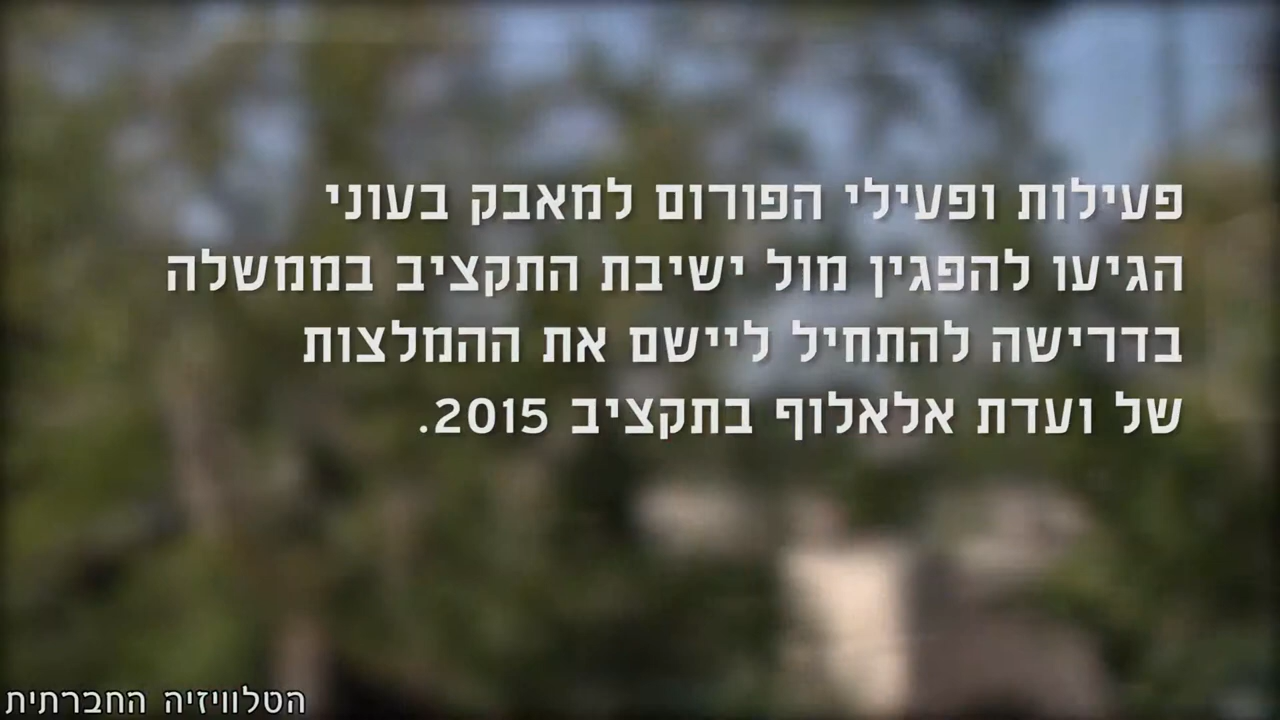 פעילות ופעילי הפורום למאבק בעוני
הגיעו להפגין מול ישיבת התקציב בממשלה
בדרישה להתחיל ליישם את ההמלצות
של ועדת אלאלוף בתקציב 2015.
הטלוויזיה החברתית